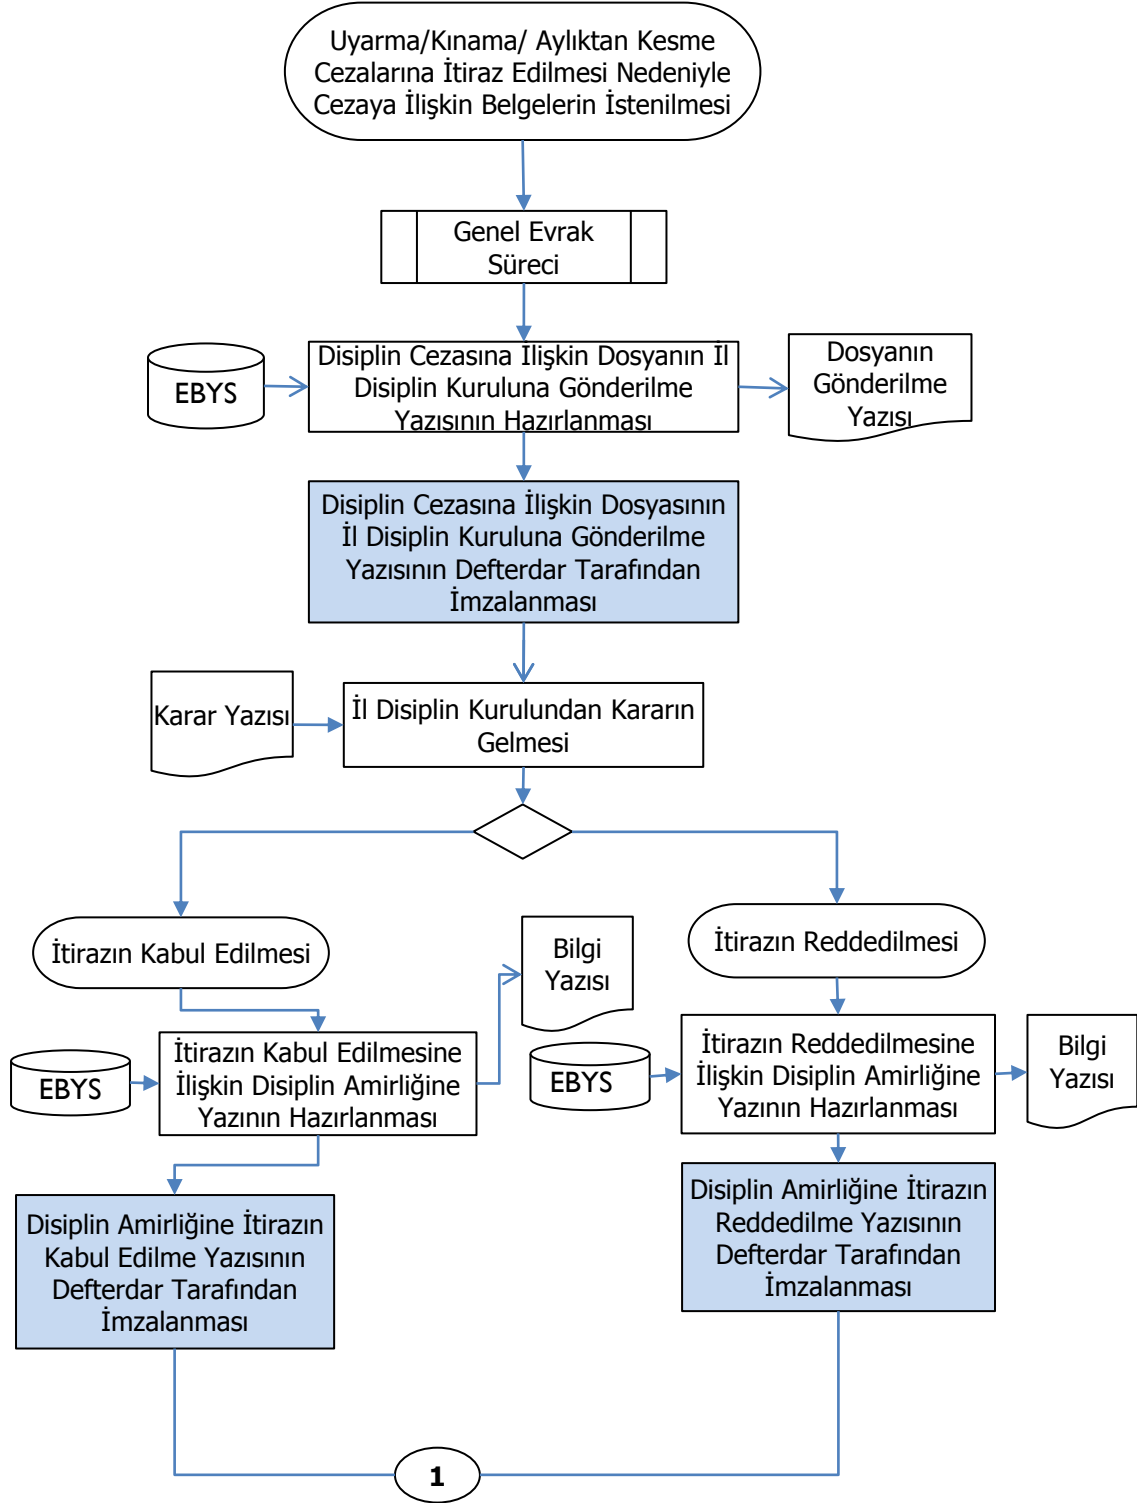 Uyarma/Kınama/ Aylıktan Kesme
Cezalarına İtiraz Edilmesi Nedeniyle
Cezaya İlişkin Belgelerin İstenilmesi
Genel Evrak
Süreci
EBYS
Disiplin Cezasına İlişkin Dosyanın İl
Disiplin Kuruluna Gönderilme
Yazısının Hazırlanması
Dosyanın
Gönderilme
Yazısı
Disiplin Cezasına İlişkin Dosyasının
İl Disiplin Kuruluna Gönderilme
Yazısının Defterdar Tarafından
İmzalanması
Karar Yazısı
İl Disiplin Kurulundan Kararın
Gelmesi
İtirazın Kabul Edilmesi
Bilgi
Yazısı
İtirazın Reddedilmesi
EBYS
İtirazın Kabul Edilmesine
İlişkin Disiplin Amirliğine
Yazının Hazırlanması
EBYS
İtirazın Reddedilmesine
İlişkin Disiplin Amirliğine
Yazının Hazırlanması
Bilgi
Yazısı
Disiplin Amirliğine İtirazın
Kabul Edilme Yazısının
Defterdar Tarafından
İmzalanması
Disiplin Amirliğine İtirazın
Reddedilme Yazısının
Defterdar Tarafından
İmzalanması
1